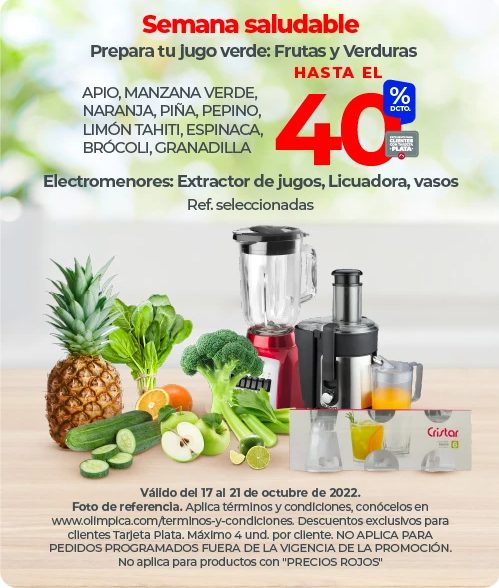 Semana saludable
Prepara tu jugo verde: Frutas y Verduras
HASTA EL
APIO, MANZANA VERDE,
NARANJA, PIÑA, PEPINO,
LIMÓN TAHITI, ESPINACA,
BRÓCOLI, GRANADILLA
40
%
DCTO.
CLIENTES
CON TARJETA
PLATA
Electromenores: Extractor de jugos, Licuadora, vasos
Ref. seleccionadas
Cristar
Válido del 17 al 21 de octubre de 2022.
Foto de referencia. Aplica términos y condiciones, conócelos en
www.olimpica.com/terminos-y-condiciones. Descuentos exclusivos para
clientes Tarjeta Plata. Máximo 4 und. por cliente. NO APLICA PARA
PEDIDOS PROGRAMADOS FUERA DE LA VIGENCIA DE LA PROMOCIÓN.
No aplica para productos con "PRECIOS ROJOS"